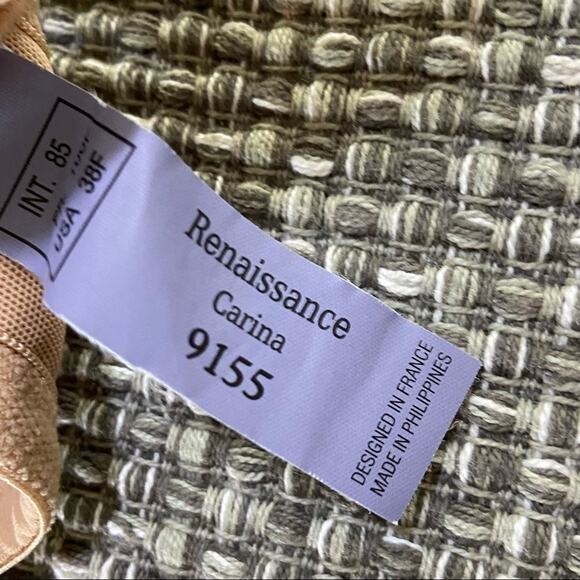 INT. 85
USA 38F
Renaissance
Carina
9155
DESIGNED IN FRANCE
MADE IN PHILIPPINES